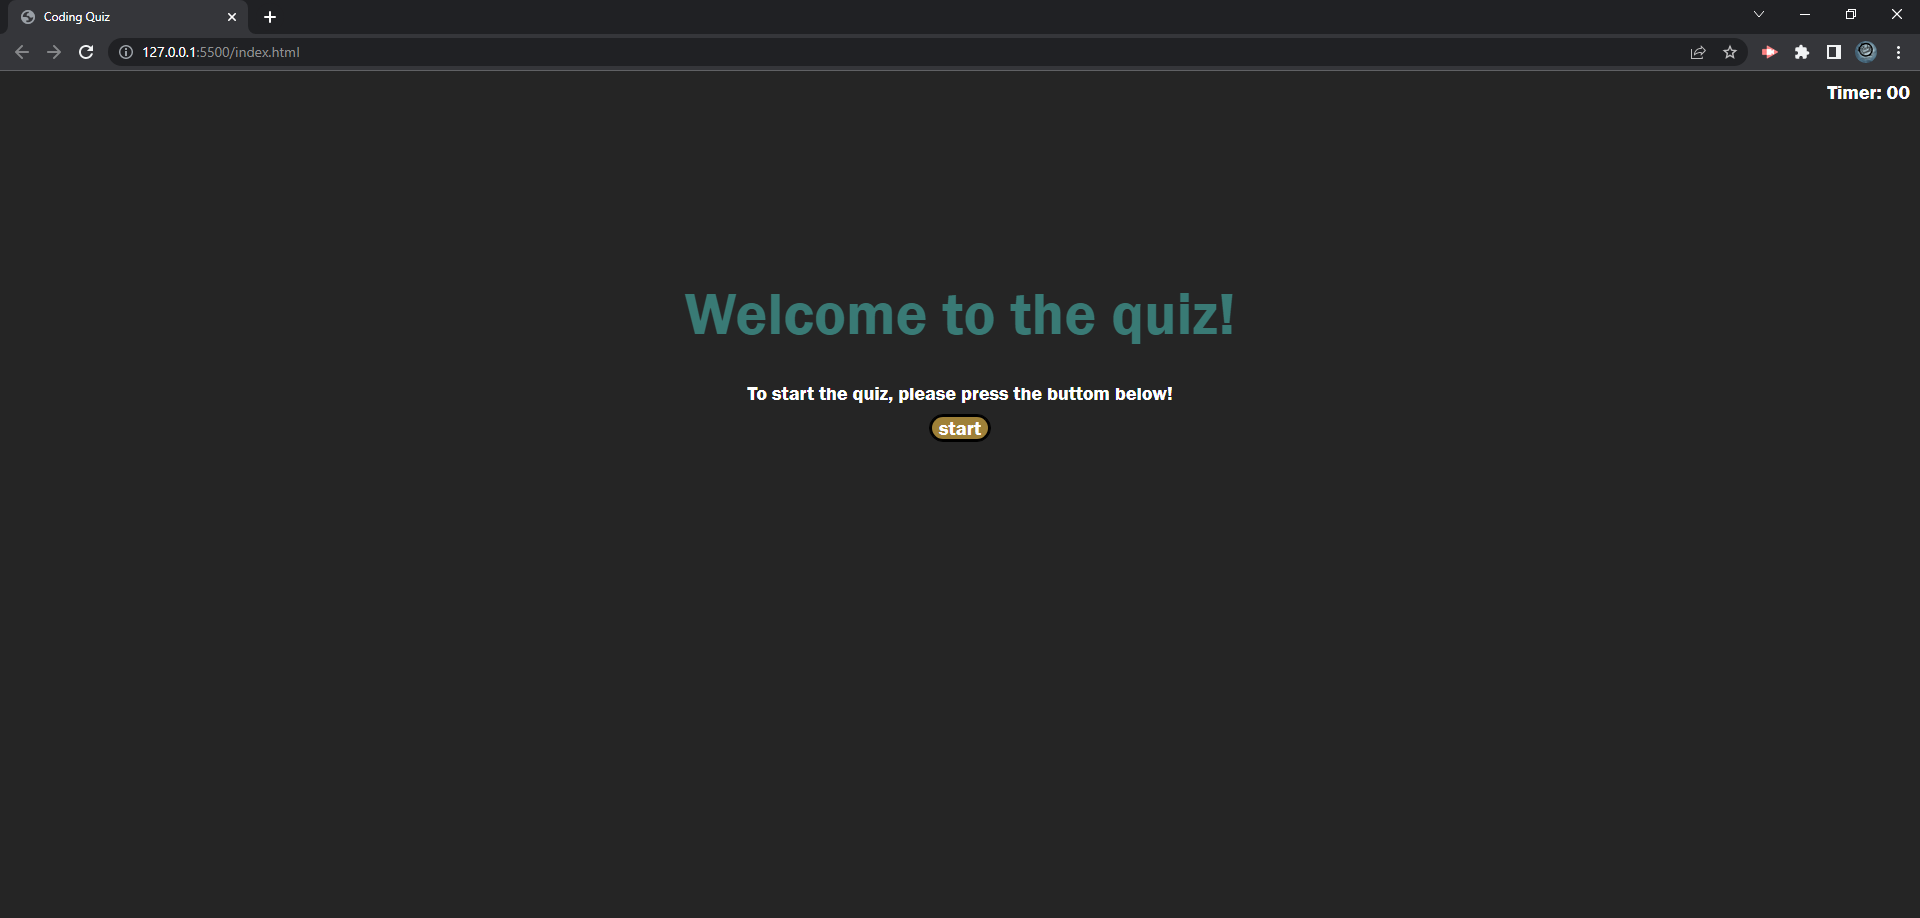 Coding Quiz
127.0.0.1:5500/index.html
Timer: 00
Welcome to the quiz!
To start the quiz, please press the buttom below!
start